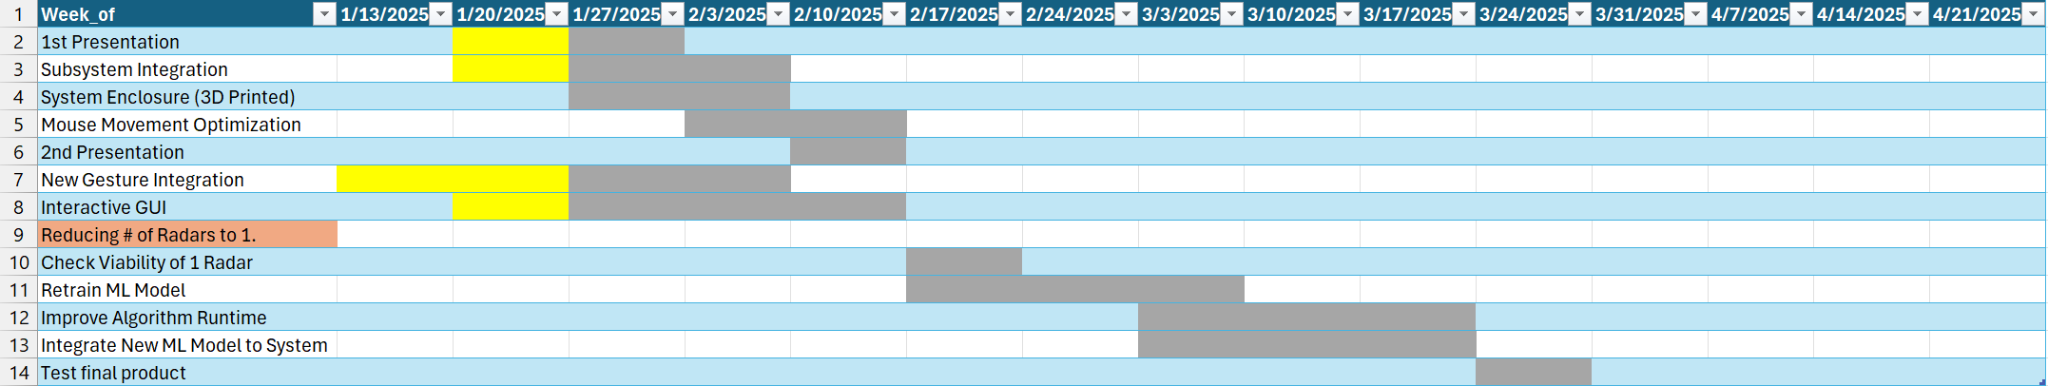 1 Week_of 1/13/2025 1/20/2025 1/27/2025 2/3/2025 2/10/2025 2/17/2025 2/24/2025 3/3/2025 3/10/2025 3/17/2025 3/24/2025 3/31/2025 4/7/2025 4/14/2025 4/21/2025
2 1st Presentation
3 Subsystem Integration
4 System Enclosure (3D Printed)
5 Mouse Movement Optimization
6 2nd Presentation
7 New Gesture Integration
8 Interactive GUI
9 Reducing # of Radars to 1.
10 Check Viability of 1 Radar
11 Retrain ML Model
12 Improve Algorithm Runtime
13 Integrate New ML Model to System
14 Test final product